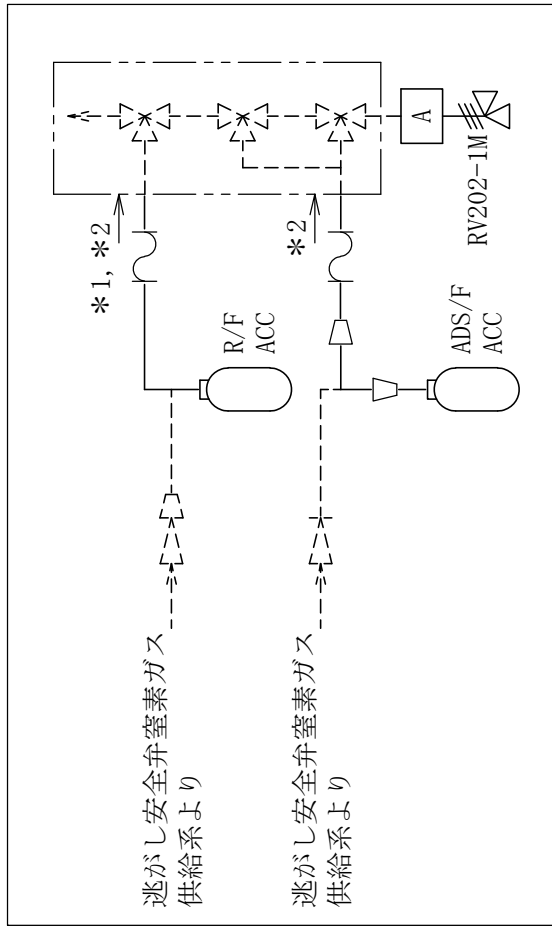 逃がし安全弁窒素ガス
供給系より
R/F
ACC
*1, *2
逃がし安全弁窒素ガス
供給系より
ADS/F
ACC
*2
A
RV202-1M